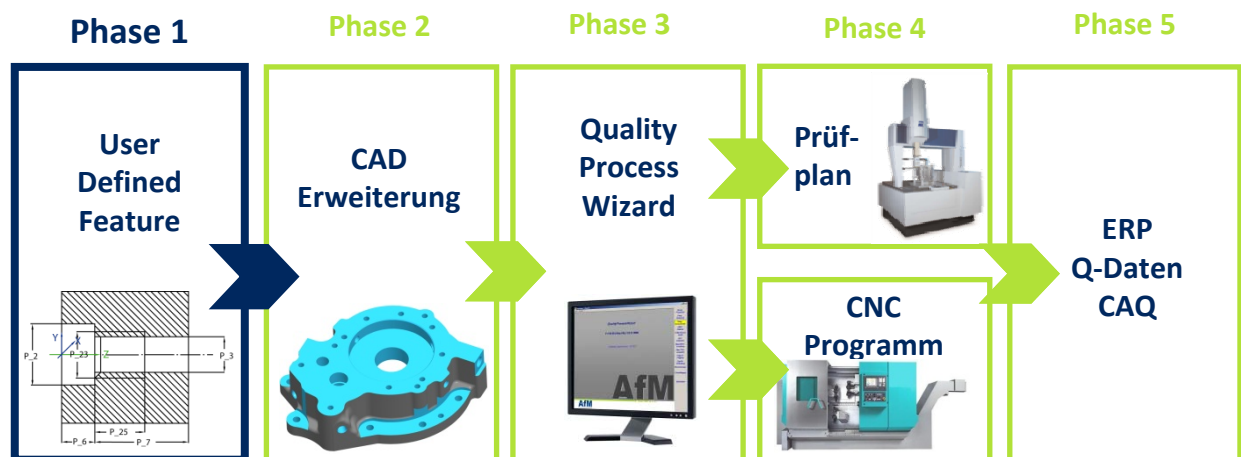 Phase 1
Phase 2
Phase 3
Phase 4
Phase 5
User
Defined
Feature
Y
X
Z
P_2
P_23
P_3
P_25
P_6
P_7
CAD
Erweiterung
Quality
Process
Wizard
AfM
AfM
Prüf-
plan
CNC
Programm
ERP
Q-Daten
CAQ